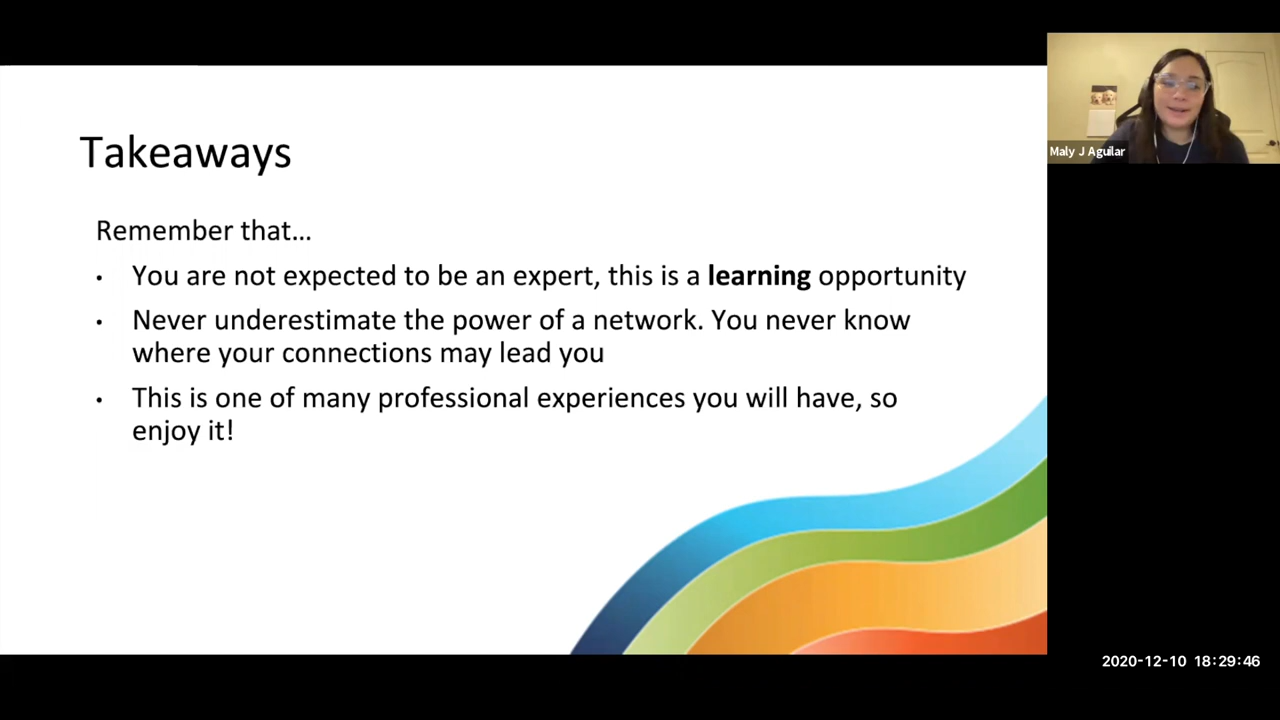 Takeaways
Remember that...
• You are not expected to be an expert, this is a learning opportunity
• Never underestimate the power of a network. You never know
where your connections may lead you
• This is one of many professional experiences you will have, so
enjoy it!
Maly J Aguilar
2020-12-10 18:29:46